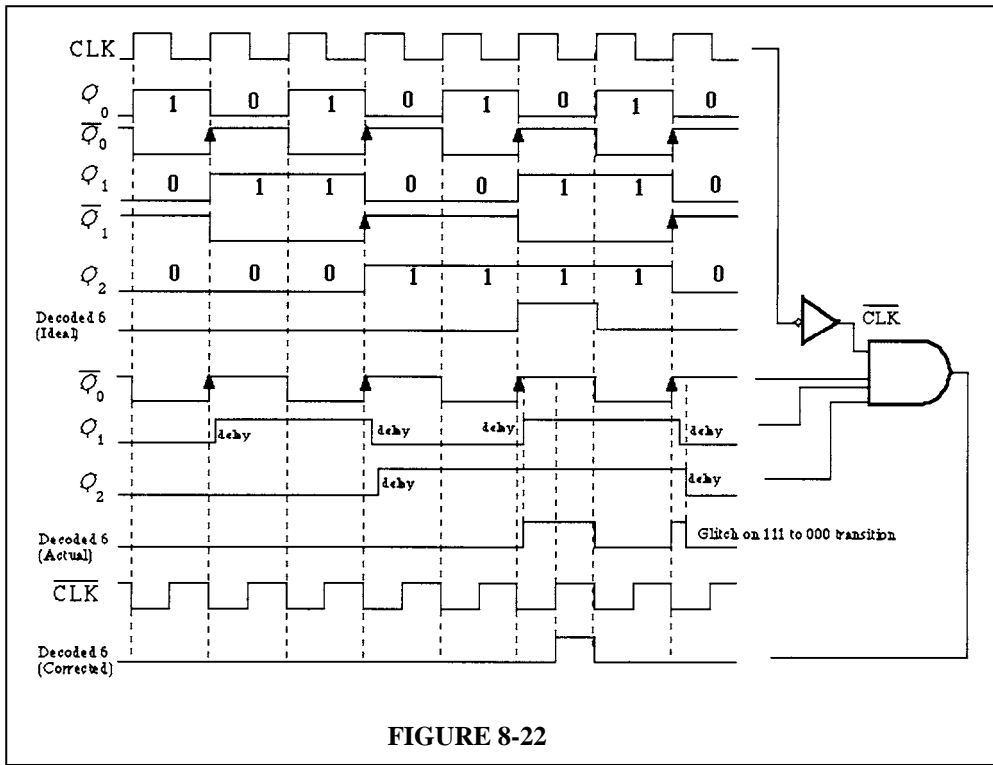 CLK
Q0 1 0 1 0 1 0 1 0
Q̅0
Q1 0 1 1 0 0 1 1 0
Q̅1
Q2 0 0 0 1 1 1 1 0
Decoded 6
(Ideal)
C̅L̅K̅
Q̅0
Q1 delay delay delay delay
Q2 delay delay
Decoded 6
(Actual)
Glitch on 111 to 000 transition
C̅L̅K̅
Decoded 6
(Corrected)
FIGURE 8-22